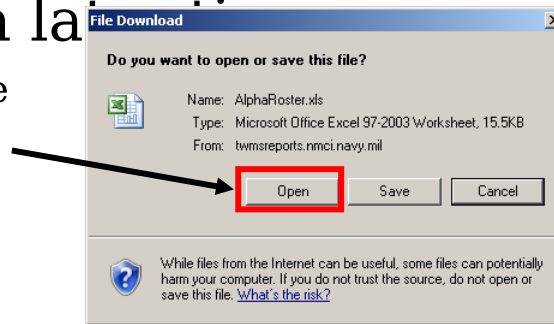 File Download
Do you want to open or save this file?
Name: AlphaRoster.xls
Type: Microsoft Office Excel 97-2003 Worksheet, 15.5KB
From: twmsreports.nmci.navy.mil
Open Save Cancel
While files from the Internet can be useful, some files can potentially
harm your computer. If you do not trust the source, do not open or
save this file. What's the risk?